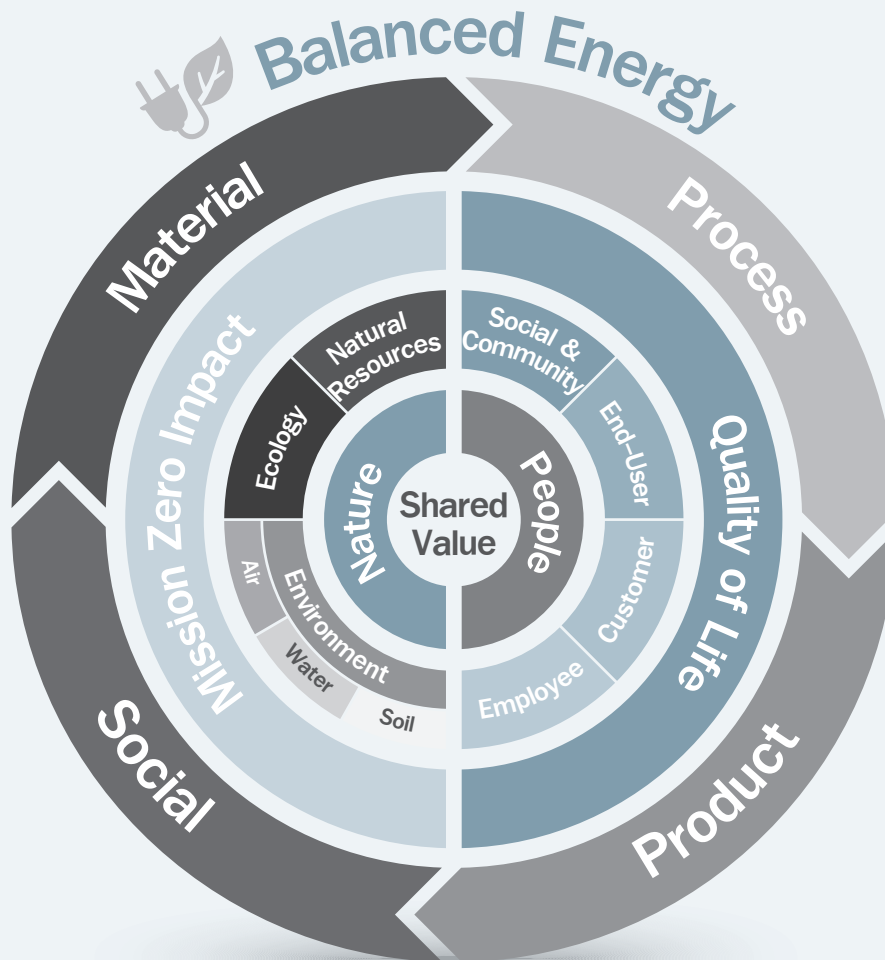 Balanced Energy
Material
Process
Mission Zero Impact
Quality of Life
Natural
Resources
Social &
Community
Ecology
End-User
Nature
Shared
Value
People
Air
Environment
Customer
Water
Employee
Soil
Social
Product